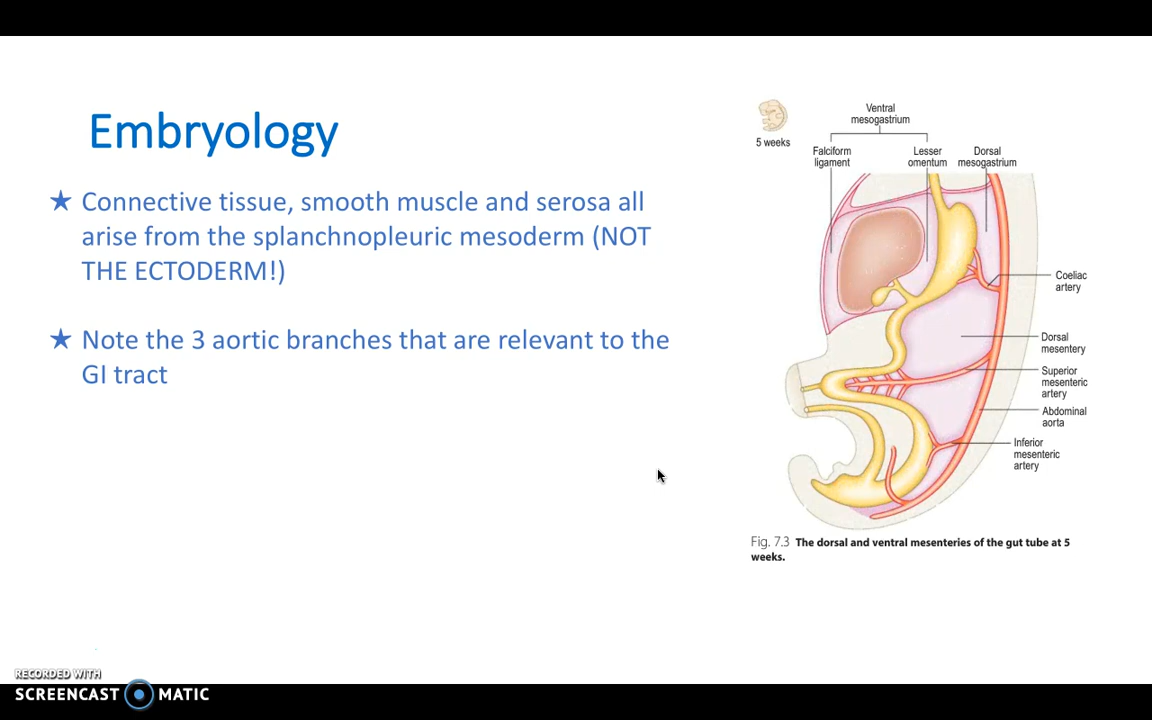 Embryology
★ Connective tissue, smooth muscle and serosa all
arise from the splanchnopleuric mesoderm (NOT
THE ECTODERM!)
★ Note the 3 aortic branches that are relevant to the
GI tract
5 weeks
Ventral
mesogastrium
Falciform
ligament
Lesser
omentum
Dorsal
mesogastrium
Coeliac
artery
Dorsal
mesentery
Superior
mesenteric
artery
Abdominal
aorta
Inferior
mesenteric
artery
Fig. 7.3 The dorsal and ventral mesenteries of the gut tube at 5
weeks.
RECORDED WITH
SCREENCAST MATIC